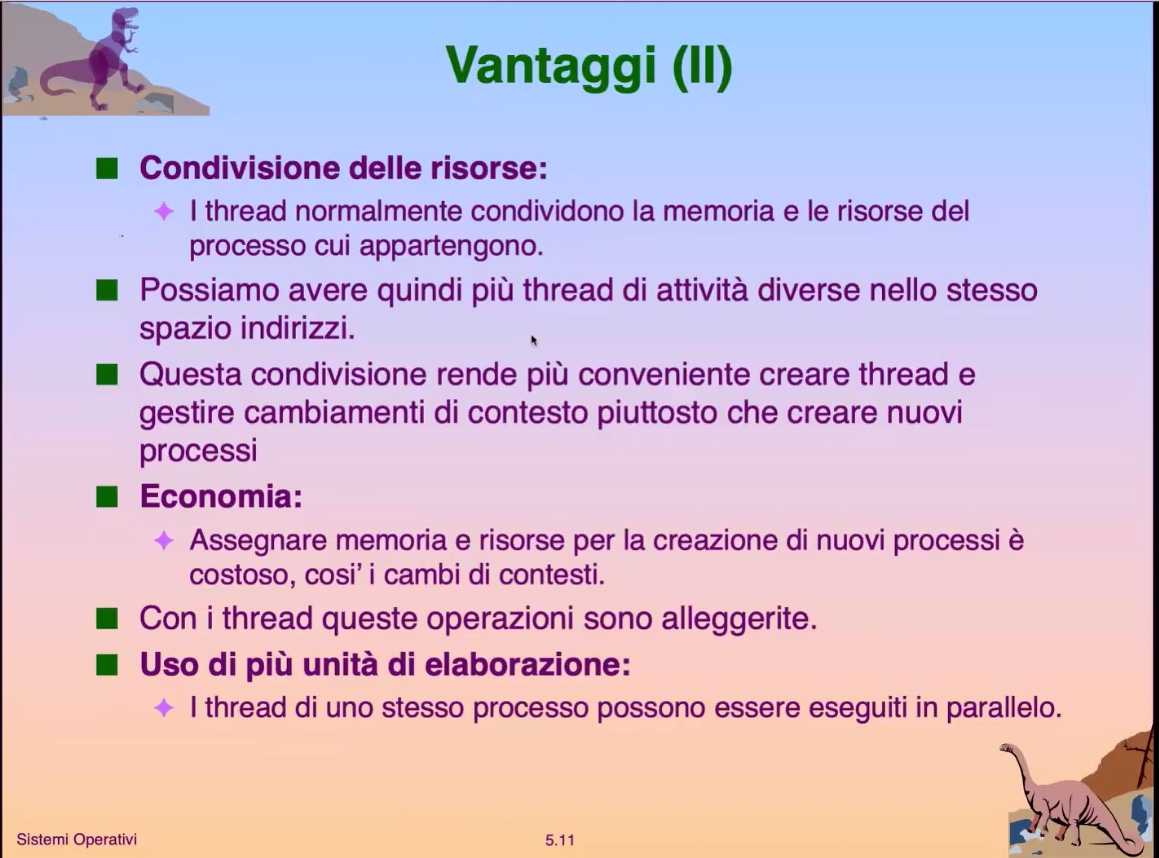 Vantaggi (II)
Condivisione delle risorse:
I thread normalmente condividono la memoria e le risorse del
processo cui appartengono.
Possiamo avere quindi più thread di attività diverse nello stesso
spazio indirizzi.
Questa condivisione rende più conveniente creare thread e
gestire cambiamenti di contesto piuttosto che creare nuovi
processi
Economia:
Assegnare memoria e risorse per la creazione di nuovi processi è
costoso, cosi' i cambi di contesti.
Con i thread queste operazioni sono alleggerite.
Uso di più unità di elaborazione:
I thread di uno stesso processo possono essere eseguiti in parallelo.
Sistemi Operativi
5.11